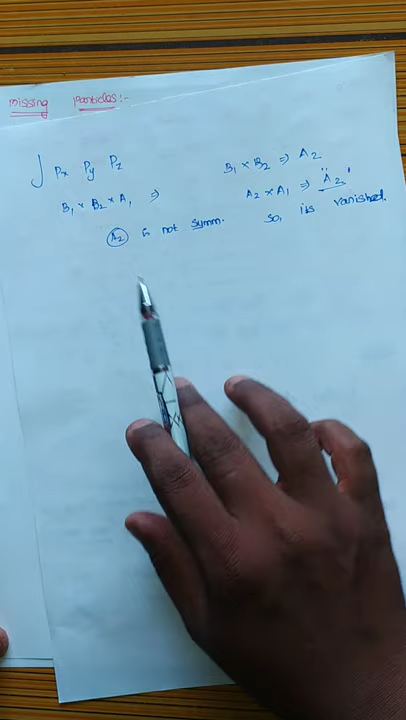 missing particles:-
∫ Px Py Pz
B₁ × B₂ × A₁ ⇒
B₁ × B₂ ⇒ A₂
A₂ × A₁ ⇒ "A₂"
A₂ is not symm. so, its vanished.